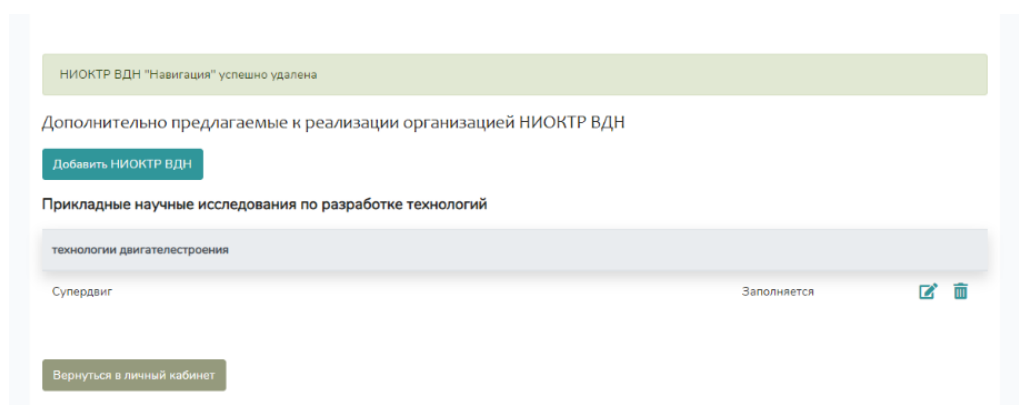 НИОКТР ВДН "Навигация" успешно удалена
Дополнительно предлагаемые к реализации организацией НИОКТР ВДН
Добавить НИОКТР ВДН
Прикладные научные исследования по разработке технологий
технологии двигателестроения
Супердвиг Заполняется
Вернуться в личный кабинет